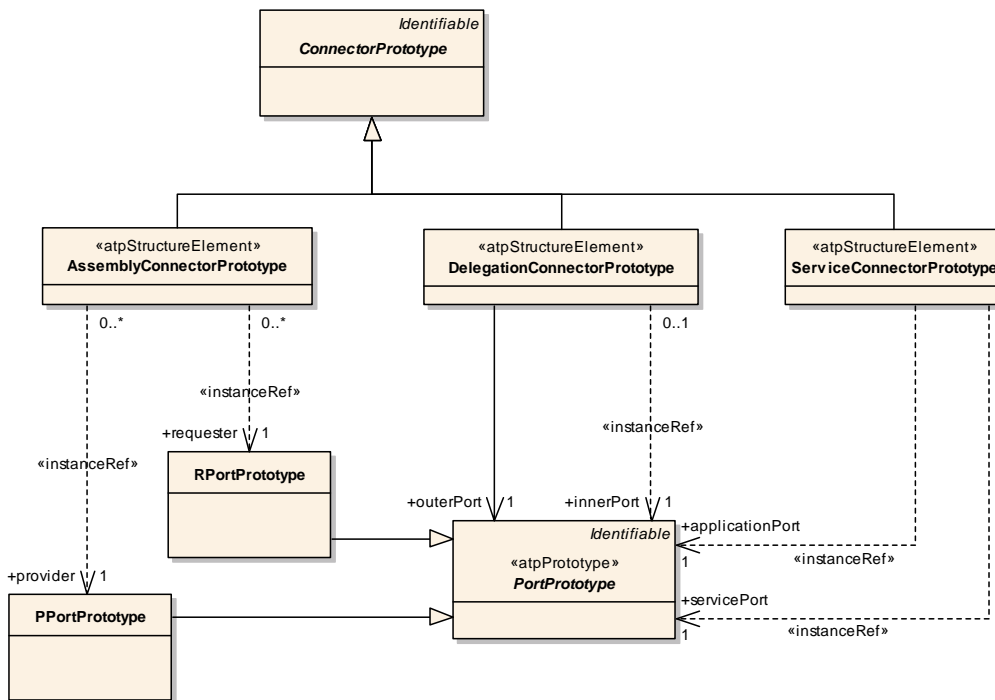 Identifiable
ConnectorPrototype
«atpStructureElement»
AssemblyConnectorPrototype
«atpStructureElement»
DelegationConnectorPrototype
«atpStructureElement»
ServiceConnectorPrototype
0..*
0..*
0..1
«instanceRef»
«instanceRef»
«instanceRef»
+requester
1
RPortPrototype
+outerPort
1
+innerPort
1
Identifiable
«atpPrototype»
PortPrototype
+applicationPort
1
«instanceRef»
+servicePort
1
«instanceRef»
+provider
1
PPortPrototype